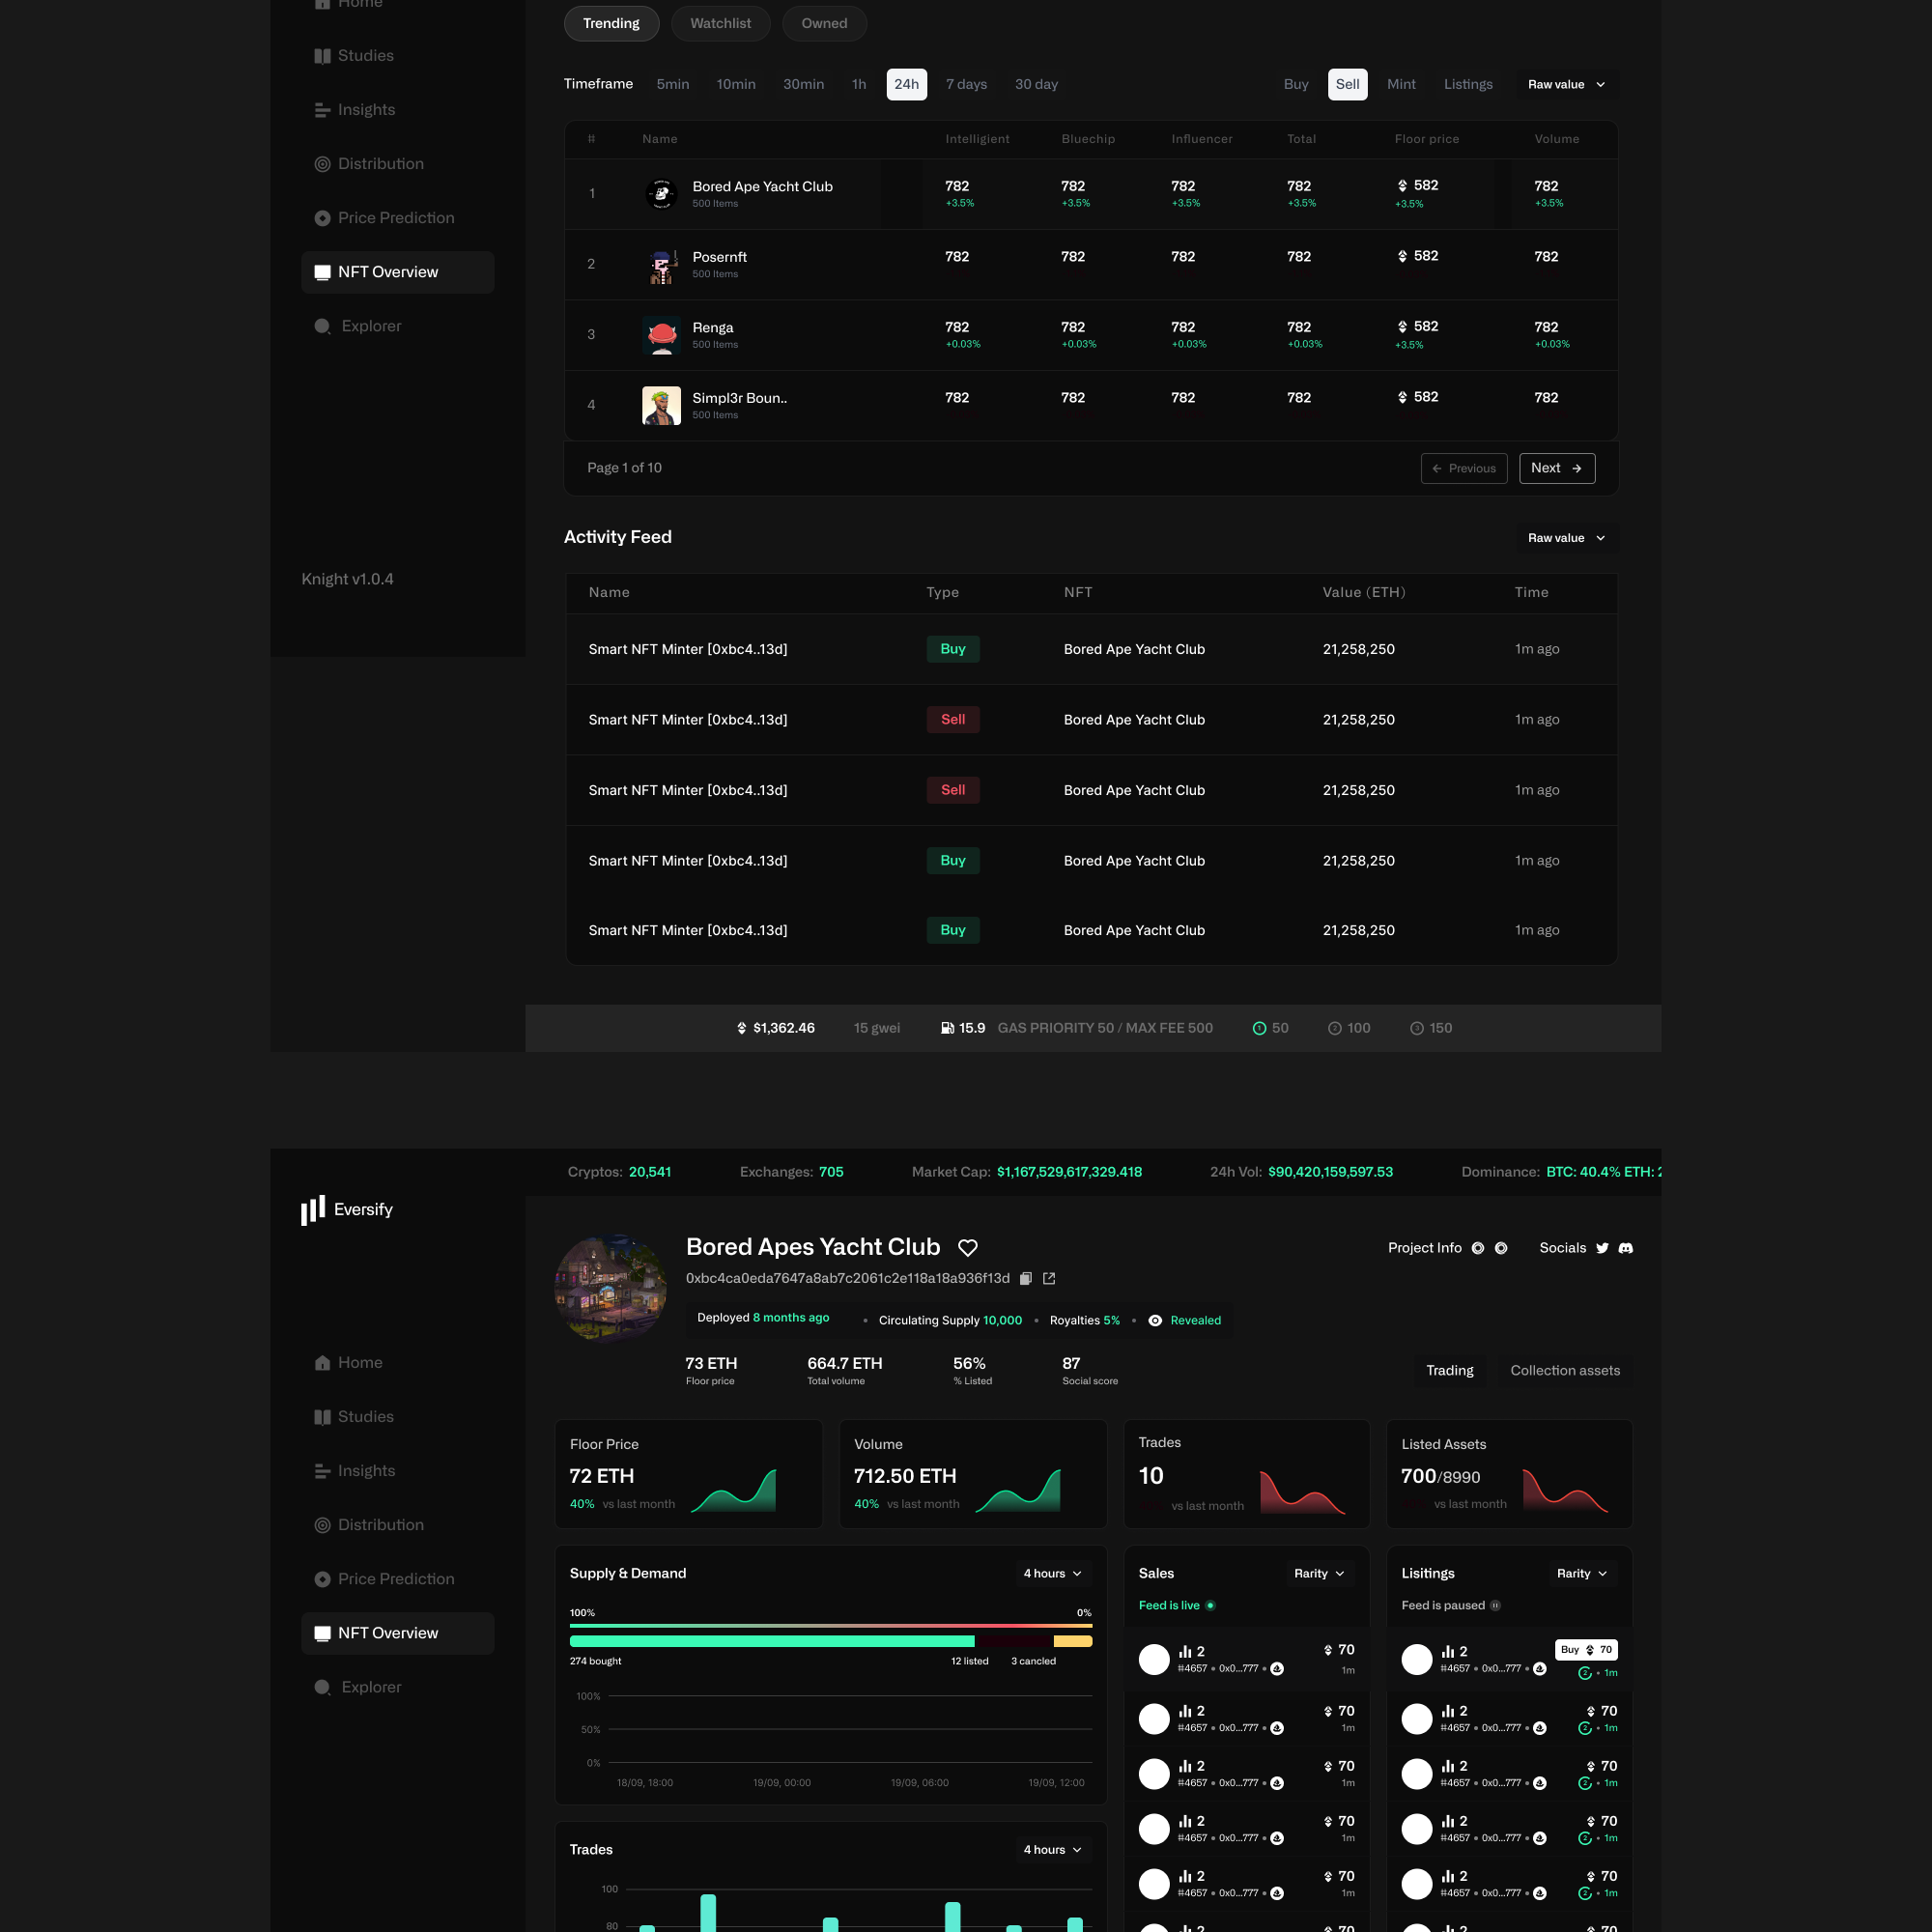 Home
Studies
Insights
Distribution
Price Prediction
NFT Overview
Explorer
Knight v1.0.4
Trending Watchlist Owned
Timeframe 5min 10min 30min 1h 24h 7 days 30 day Buy Sell Mint Listings Raw value
# Name Intelligient Bluechip Influencer Total Floor price Volume
1 Bored Ape Yacht Club 782 782 782 782 582 782
500 Items +3.5% +3.5% +3.5% +3.5% +3.5% +3.5%
2 Posernft 782 782 782 782 582 782
500 Items
3 Renga 782 782 782 782 582 782
500 Items +0.03% +0.03% +0.03% +0.03% +3.5% +0.03%
4 Simpl3r Boun.. 782 782 782 782 582 782
500 Items
Page 1 of 10 Previous Next
Activity Feed Raw value
Name Type NFT Value (ETH) Time
Smart NFT Minter [0xbc4..13d] Buy Bored Ape Yacht Club 21,258,250 1m ago
Smart NFT Minter [0xbc4..13d] Sell Bored Ape Yacht Club 21,258,250 1m ago
Smart NFT Minter [0xbc4..13d] Sell Bored Ape Yacht Club 21,258,250 1m ago
Smart NFT Minter [0xbc4..13d] Buy Bored Ape Yacht Club 21,258,250 1m ago
Smart NFT Minter [0xbc4..13d] Buy Bored Ape Yacht Club 21,258,250 1m ago
$1,362.46 15 gwei 15.9 GAS PRIORITY 50 / MAX FEE 500 1 50 2 100 3 150
Cryptos: 20,541 Exchanges: 705 Market Cap: $1,167,529,617,329.418 24h Vol: $90,420,159,597.53 Dominance: BTC: 40.4% ETH:
Eversify
Home
Studies
Insights
Distribution
Price Prediction
NFT Overview
Explorer
Bored Apes Yacht Club Project Info Socials
0xbc4ca0eda7647a8ab7c2061c2e118a18a936f13d
Deployed 8 months ago • Circulating Supply 10,000 • Royalties 5% • Revealed
73 ETH 664.7 ETH 56% 87
Floor price Total volume % Listed Social score
Trading Collection assets
Floor Price
72 ETH
40% vs last month
Volume
712.50 ETH
40% vs last month
Trades
10
vs last month
Listed Assets
700/8990
vs last month
Supply & Demand 4 hours
100% 0%
274 bought 12 listed 3 cancled
100%
50%
0%
18/09, 18:00 19/09, 00:00 19/09, 06:00 19/09, 12:00
Trades 4 hours
100
80
Sales Rarity
Feed is live
2 70
#4657 • 0x0...777 • 1m
2 70
#4657 • 0x0...777 • 1m
2 70
#4657 • 0x0...777 • 1m
2 70
#4657 • 0x0...777 • 1m
2 70
#4657 • 0x0...777 • 1m
2 70
Lisitings Rarity
Feed is paused
2 Buy 70
#4657 • 0x0...777 • 2 • 1m
2 70
#4657 • 0x0...777 • 2 • 1m
2 70
#4657 • 0x0...777 • 2 • 1m
2 70
#4657 • 0x0...777 • 2 • 1m
2 70
#4657 • 0x0...777 • 2 • 1m
2 70